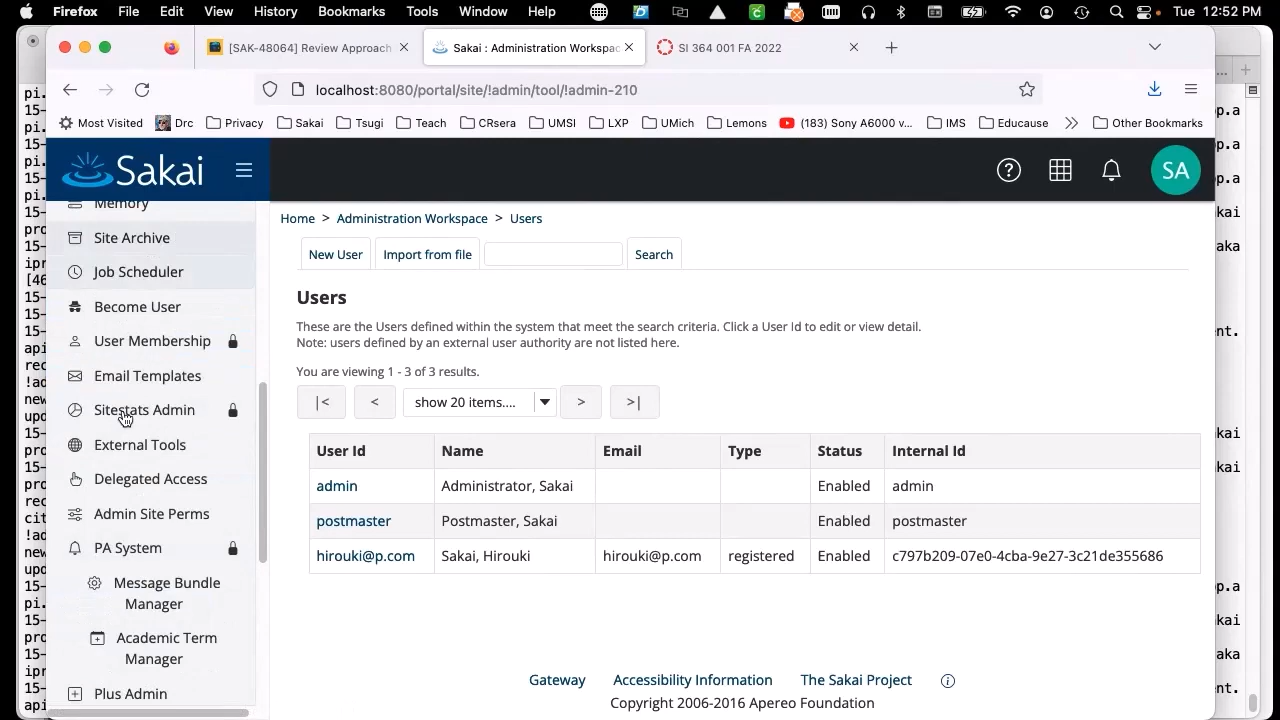 Firefox File Edit View History Bookmarks Tools Window Help Tue 12:52 PM
[SAK-48064] Review Approach
Sakai : Administration Workspac
SI 364 001 FA 2022
localhost:8080/portal/site/!admin/tool/!admin-210
Most Visited Drc Privacy Sakai Tsugi Teach CRsera UMSI LXP UMich Lemons (183) Sony A6000 v... IMS Educause Other Bookmarks
Sakai
SA
Memory
Site Archive
Job Scheduler
Become User
User Membership
Email Templates
Sitestats Admin
External Tools
Delegated Access
Admin Site Perms
PA System
Message Bundle
Manager
Academic Term
Manager
Plus Admin
Home > Administration Workspace > Users
New User Import from file Search
Users
These are the Users defined within the system that meet the search criteria. Click a User Id to edit or view detail.
Note: users defined by an external user authority are not listed here.
You are viewing 1 - 3 of 3 results.
|< < show 20 items.... > >|
User Id Name Email Type Status Internal Id
admin Administrator, Sakai Enabled admin
postmaster Postmaster, Sakai Enabled postmaster
hirouki@p.com Sakai, Hirouki hirouki@p.com registered Enabled c797b209-07e0-4cba-9e27-3c21de355686
Gateway Accessibility Information The Sakai Project
Copyright 2006-2016 Apereo Foundation